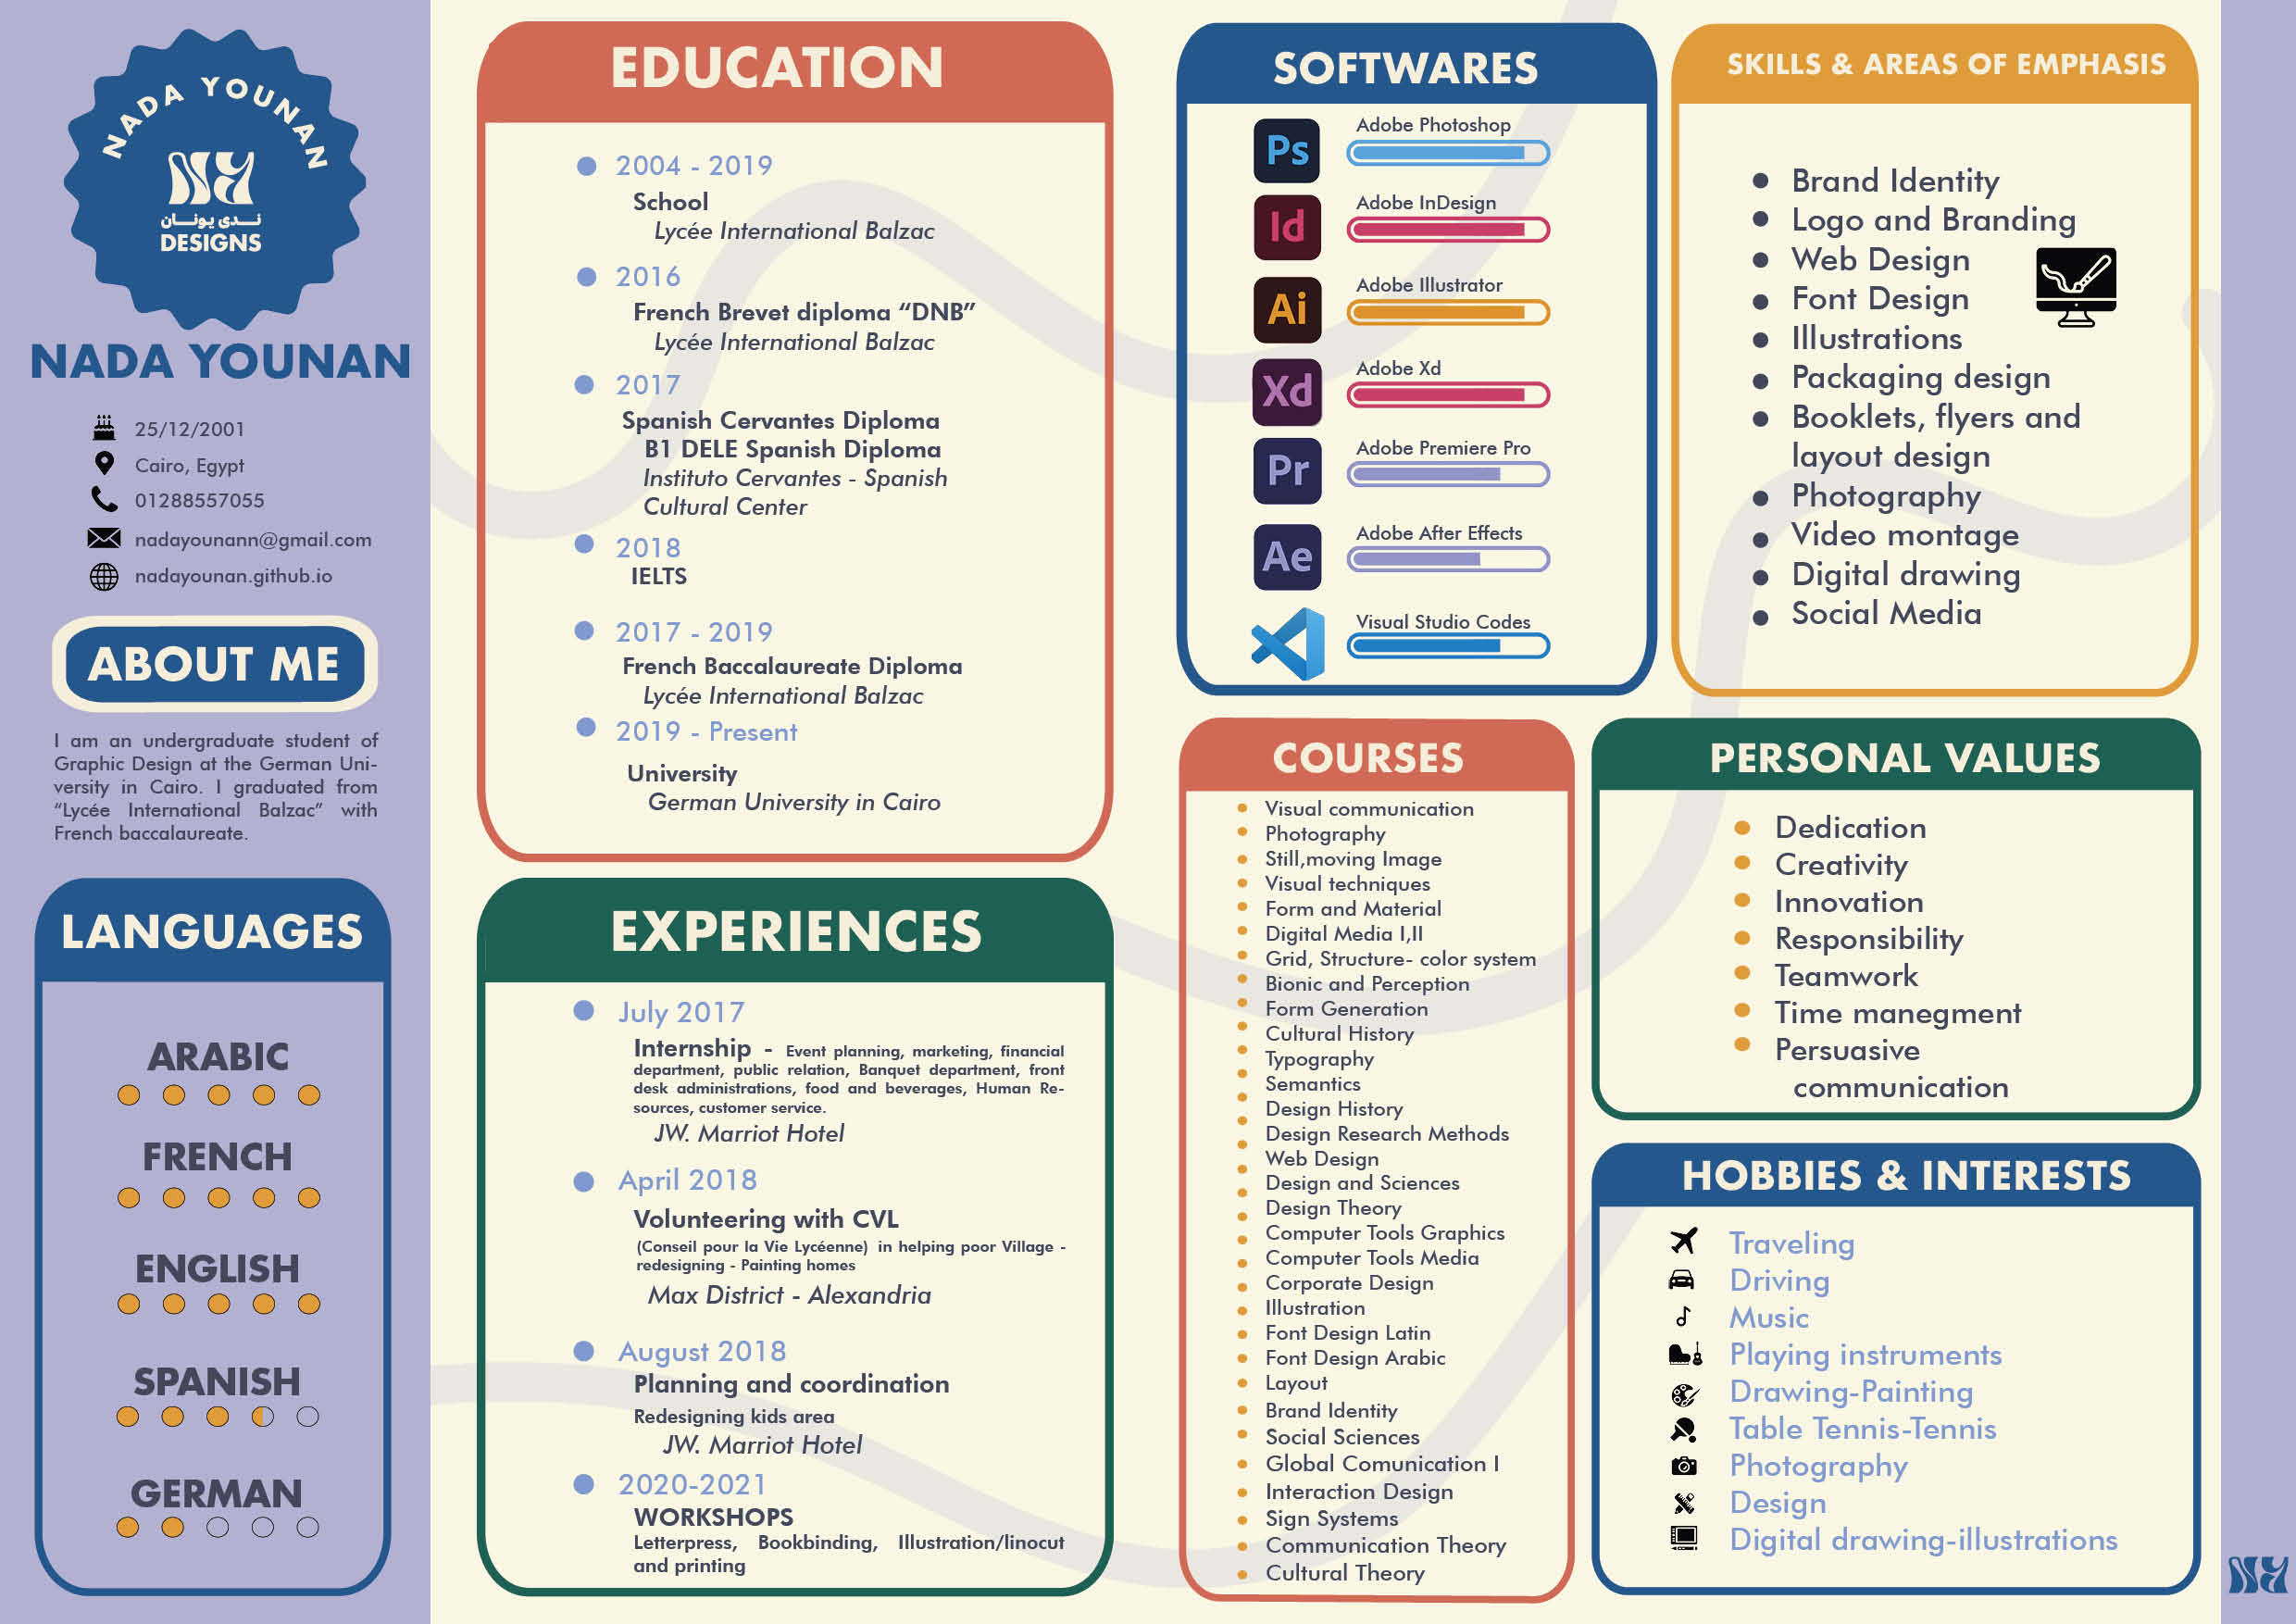 NADA YOUNAN
NY
ندى يونان
DESIGNS
NADA YOUNAN
25/12/2001
Cairo, Egypt
01288557055
nadayounann@gmail.com
nadayounan.github.io
ABOUT ME
I am an undergraduate student of
Graphic Design at the German Uni-
versity in Cairo. I graduated from
“Lycée International Balzac” with
French baccalaureate.
LANGUAGES
ARABIC
FRENCH
ENGLISH
SPANISH
GERMAN
EDUCATION
2004 - 2019
School
Lycée International Balzac
2016
French Brevet diploma “DNB”
Lycée International Balzac
2017
Spanish Cervantes Diploma
B1 DELE Spanish Diploma
Instituto Cervantes - Spanish
Cultural Center
2018
IELTS
2017 - 2019
French Baccalaureate Diploma
Lycée International Balzac
2019 - Present
University
German University in Cairo
EXPERIENCES
July 2017
Internship - Event planning, marketing, financial
department, public relation, Banquet department, front
desk administrations, food and beverages, Human Re-
sources, customer service.
JW. Marriot Hotel
April 2018
Volunteering with CVL
(Conseil pour la Vie Lycéenne) in helping poor Village -
redesigning - Painting homes
Max District - Alexandria
August 2018
Planning and coordination
Redesigning kids area
JW. Marriot Hotel
2020-2021
WORKSHOPS
Letterpress, Bookbinding, Illustration/linocut
and printing
SOFTWARES
Ps
Adobe Photoshop
Id
Adobe InDesign
Ai
Adobe Illustrator
Xd
Adobe Xd
Pr
Adobe Premiere Pro
Ae
Adobe After Effects
Visual Studio Codes
SKILLS & AREAS OF EMPHASIS
Brand Identity
Logo and Branding
Web Design
Font Design
Illustrations
Packaging design
Booklets, flyers and
layout design
Photography
Video montage
Digital drawing
Social Media
COURSES
Visual communication
Photography
Still,moving Image
Visual techniques
Form and Material
Digital Media I,II
Grid, Structure- color system
Bionic and Perception
Form Generation
Cultural History
Typography
Semantics
Design History
Design Research Methods
Web Design
Design and Sciences
Design Theory
Computer Tools Graphics
Computer Tools Media
Corporate Design
Illustration
Font Design Latin
Font Design Arabic
Layout
Brand Identity
Social Sciences
Global Comunication I
Interaction Design
Sign Systems
Communication Theory
Cultural Theory
PERSONAL VALUES
Dedication
Creativity
Innovation
Responsibility
Teamwork
Time manegment
Persuasive
communication
HOBBIES & INTERESTS
Traveling
Driving
Music
Playing instruments
Drawing-Painting
Table Tennis-Tennis
Photography
Design
Digital drawing-illustrations
NY